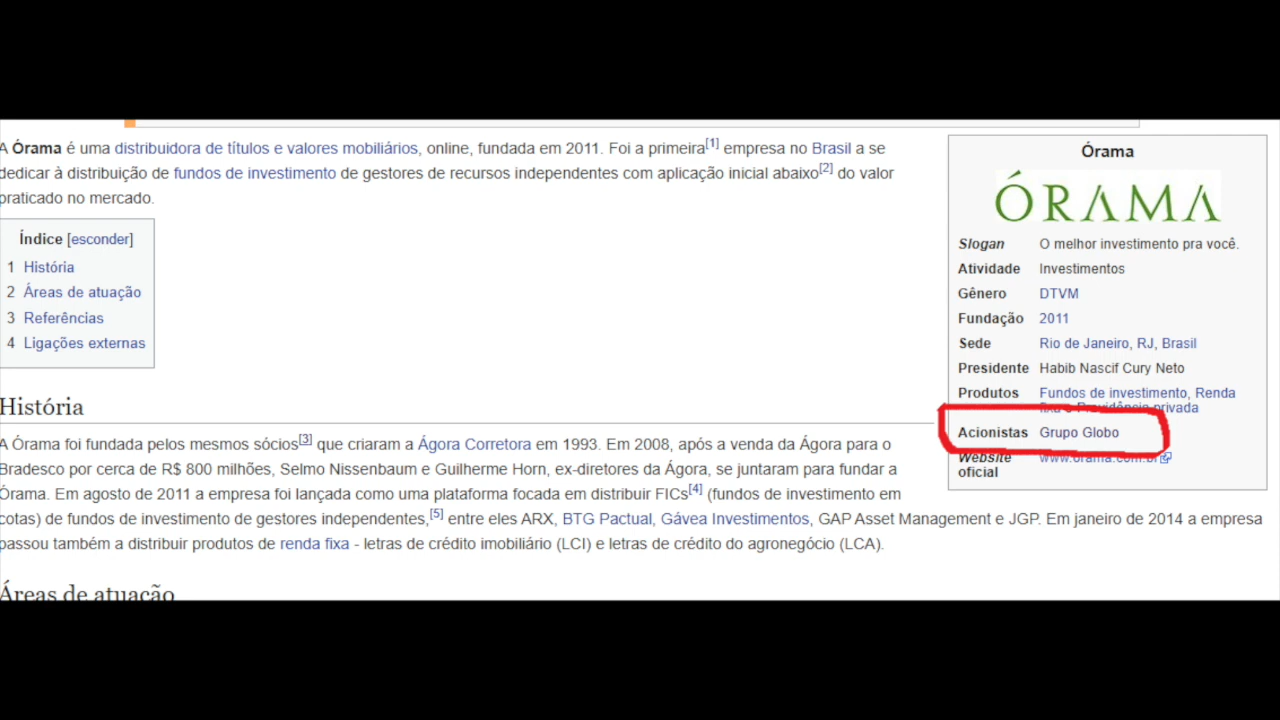 A Órama é uma distribuidora de títulos e valores mobiliários, online, fundada em 2011. Foi a primeira[1] empresa no Brasil a se
dedicar à distribuição de fundos de investimento de gestores de recursos independentes com aplicação inicial abaixo[2] do valor
praticado no mercado.
Índice [esconder]
1 História
2 Áreas de atuação
3 Referências
4 Ligações externas
História
A Órama foi fundada pelos mesmos sócios[3] que criaram a Ágora Corretora em 1993. Em 2008, após a venda da Ágora para o
Bradesco por cerca de R$ 800 milhões, Selmo Nissenbaum e Guilherme Horn, ex-diretores da Ágora, se juntaram para fundar a
Órama. Em agosto de 2011 a empresa foi lançada como uma plataforma focada em distribuir FICs[4] (fundos de investimento em
cotas) de fundos de investimento de gestores independentes,[5] entre eles ARX, BTG Pactual, Gávea Investimentos, GAP Asset Management e JGP. Em janeiro de 2014 a empresa
passou também a distribuir produtos de renda fixa - letras de crédito imobiliário (LCI) e letras de crédito do agronegócio (LCA).
Áreas de atuação
Órama
ÓRAMA
Slogan O melhor investimento pra você.
Atividade Investimentos
Gênero DTVM
Fundação 2011
Sede Rio de Janeiro, RJ, Brasil
Presidente Habib Nascif Cury Neto
Produtos Fundos de investimento, Renda
fixa e Previdência privada
Acionistas Grupo Globo
Website www.orama.com.br
oficial